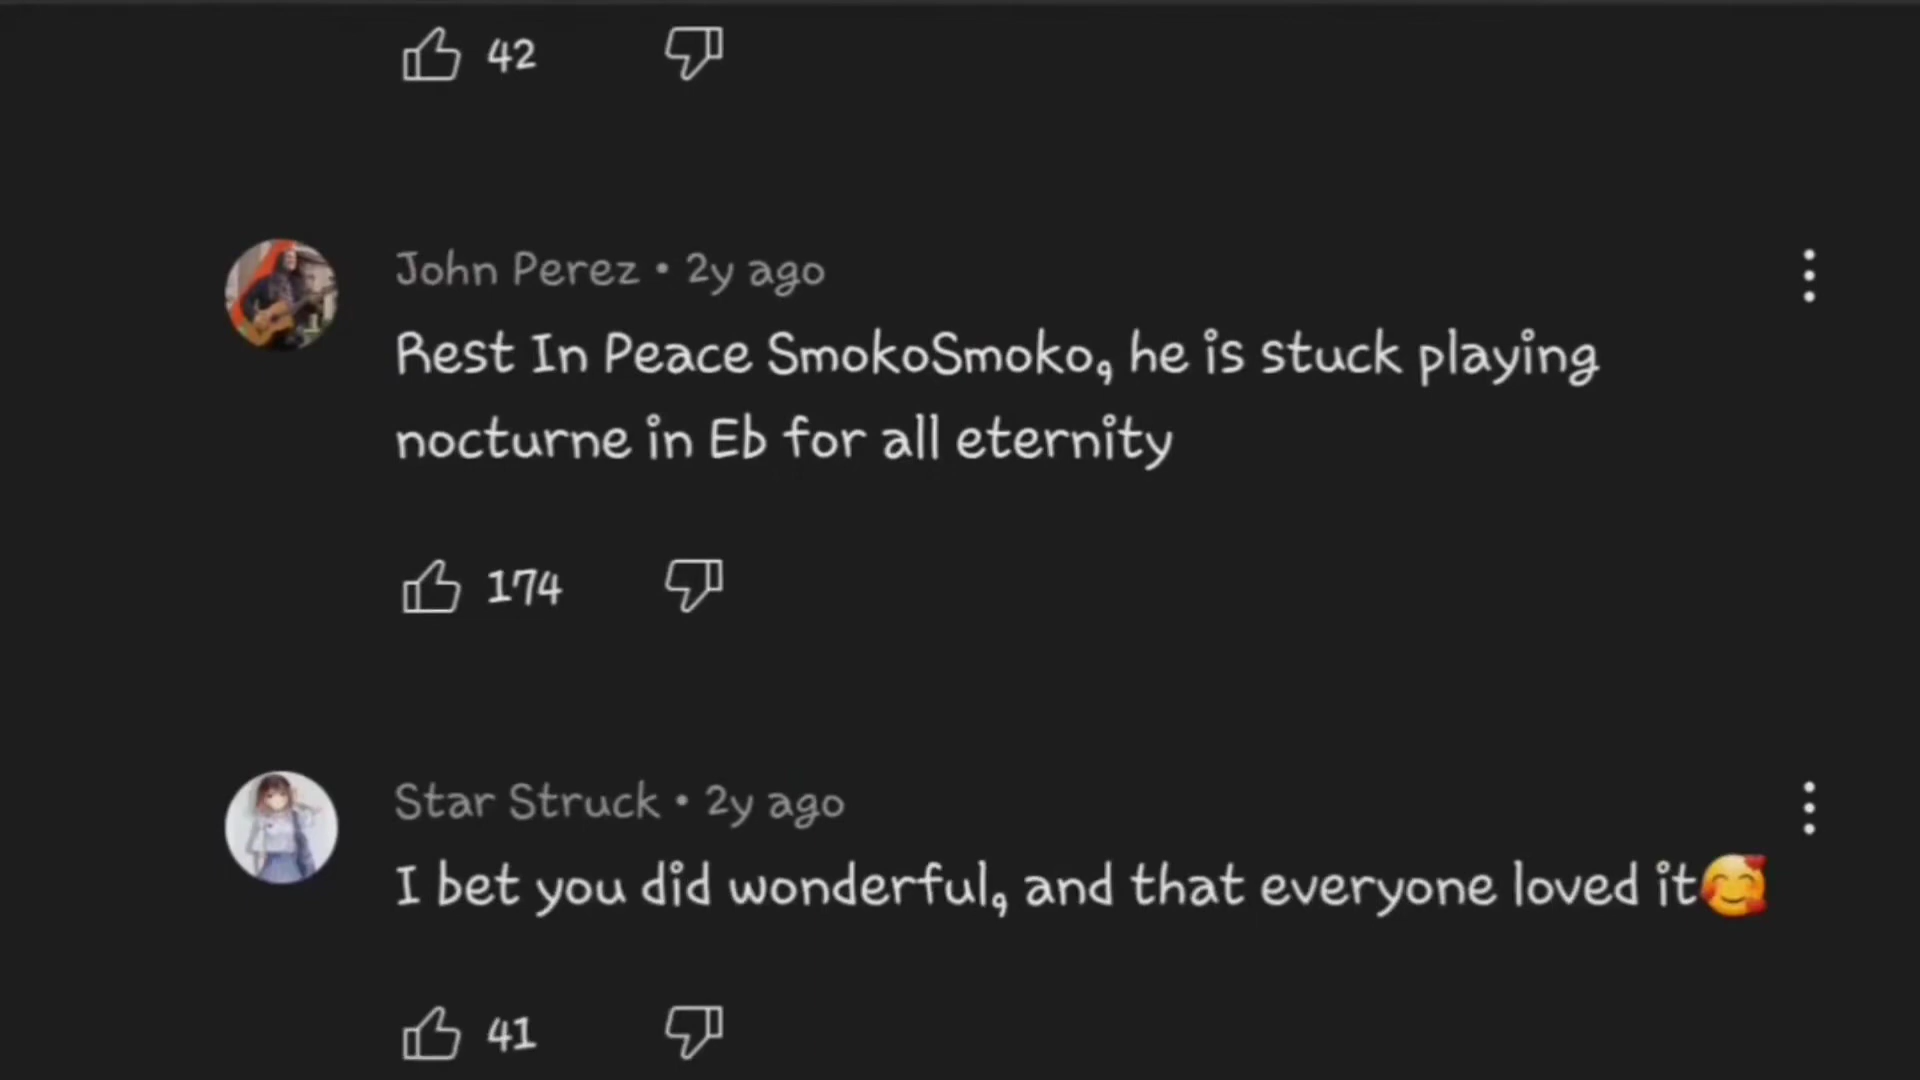 42
John Perez • 2y ago
Rest In Peace SmokoSmoko, he is stuck playing
nocturne in Eb for all eternity
174
Star Struck • 2y ago
I bet you did wonderful, and that everyone loved it🥰
41